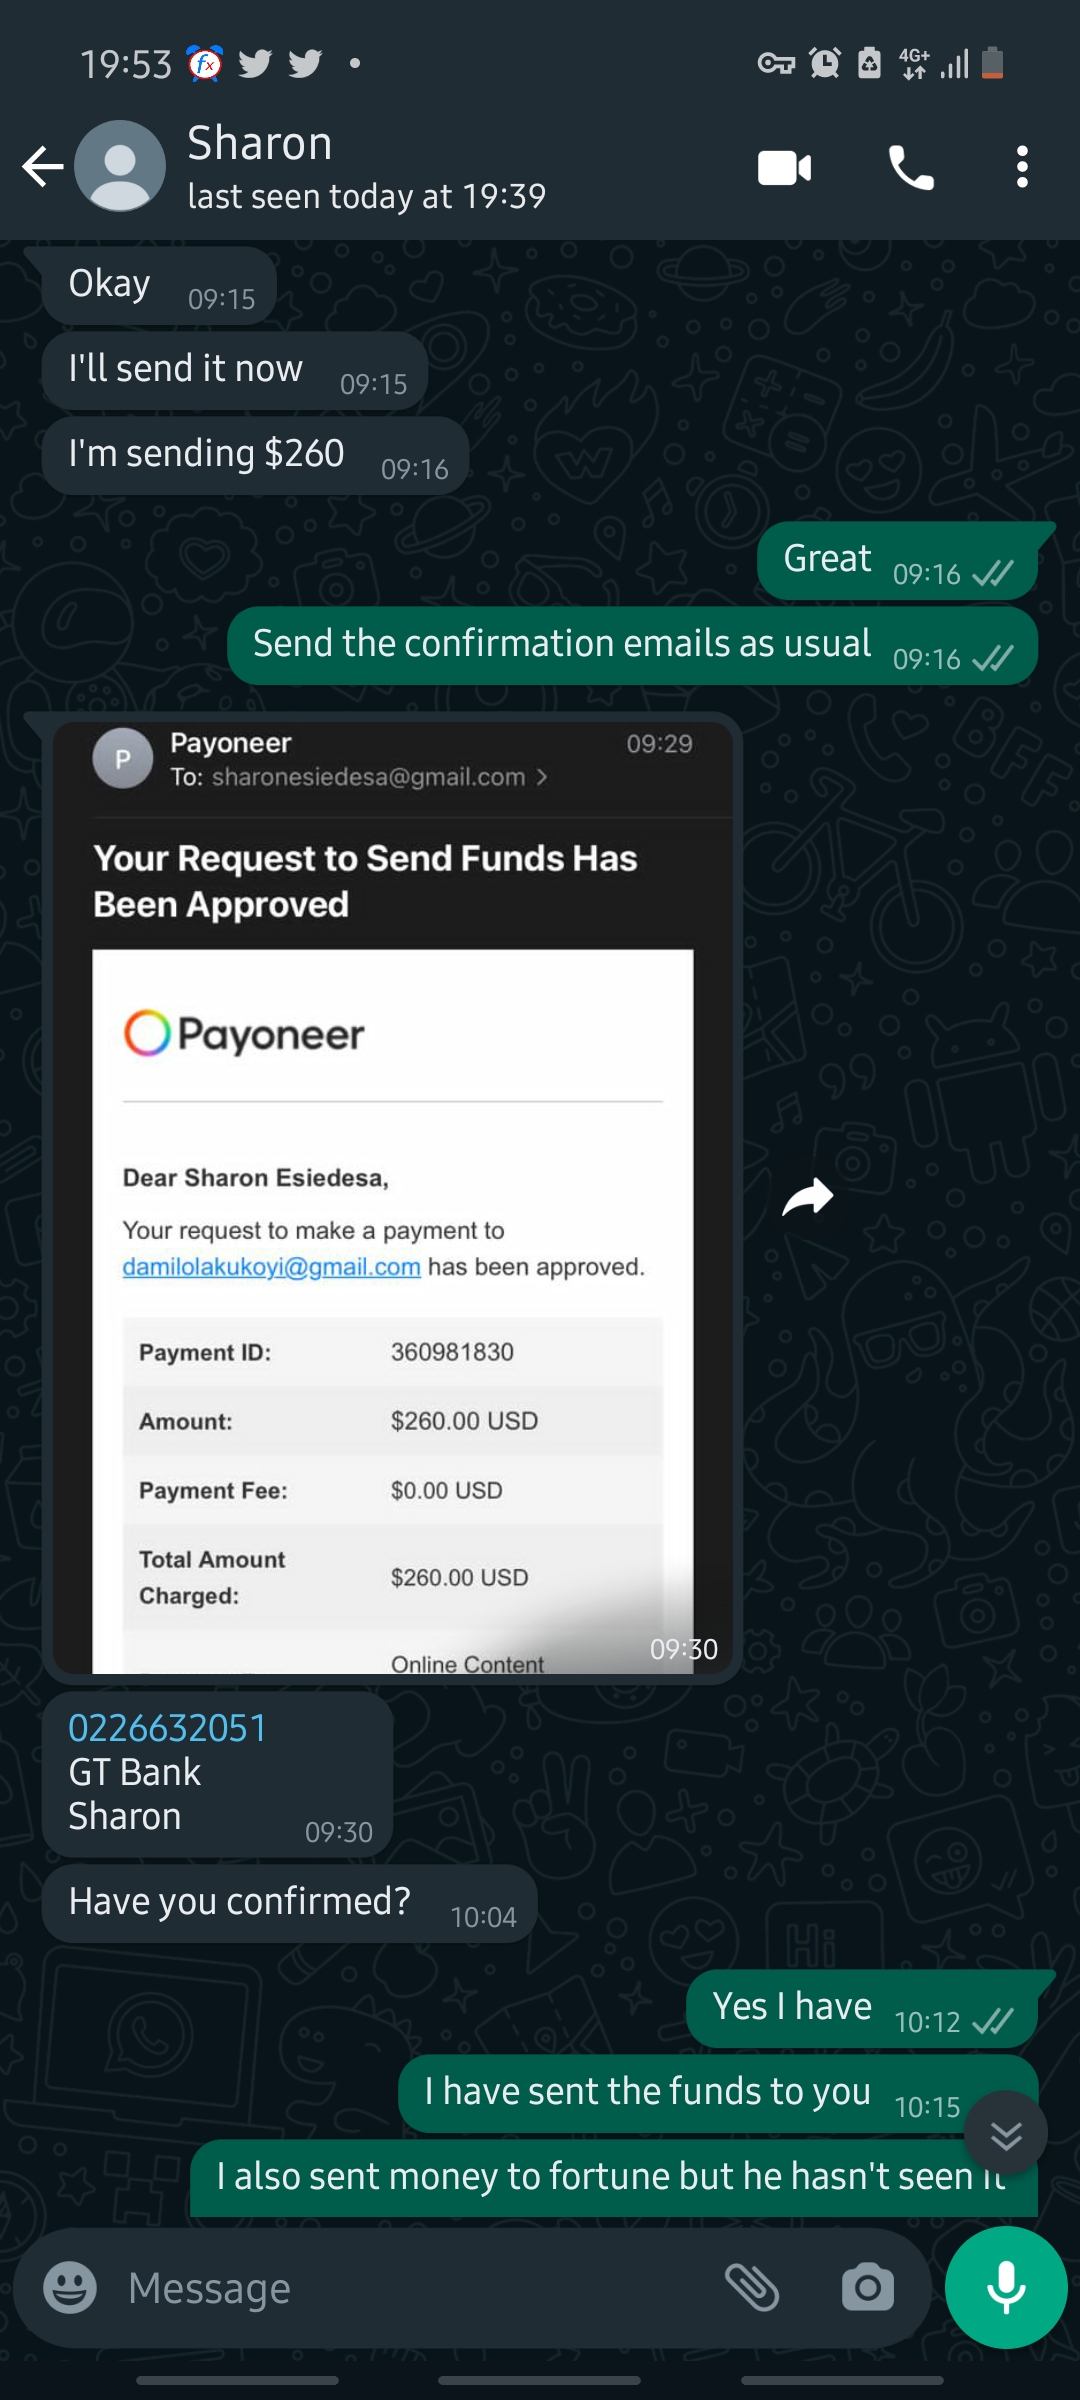 19:53
4G+
Sharon
last seen today at 19:39
Okay 09:15
I'll send it now 09:15
I'm sending $260 09:16
Great 09:16
Send the confirmation emails as usual 09:16
P Payoneer 09:29
To: sharonesiedesa@gmail.com >
Your Request to Send Funds Has
Been Approved
Payoneer
Dear Sharon Esiedesa,
Your request to make a payment to
damilolakukoyi@gmail.com has been approved.
Payment ID: 360981830
Amount: $260.00 USD
Payment Fee: $0.00 USD
Total Amount
Charged: $260.00 USD
Online Content
09:30
0226632051
GT Bank
Sharon 09:30
Have you confirmed? 10:04
Yes I have 10:12
I have sent the funds to you 10:15
I also sent money to fortune but he hasn't seen it
Message